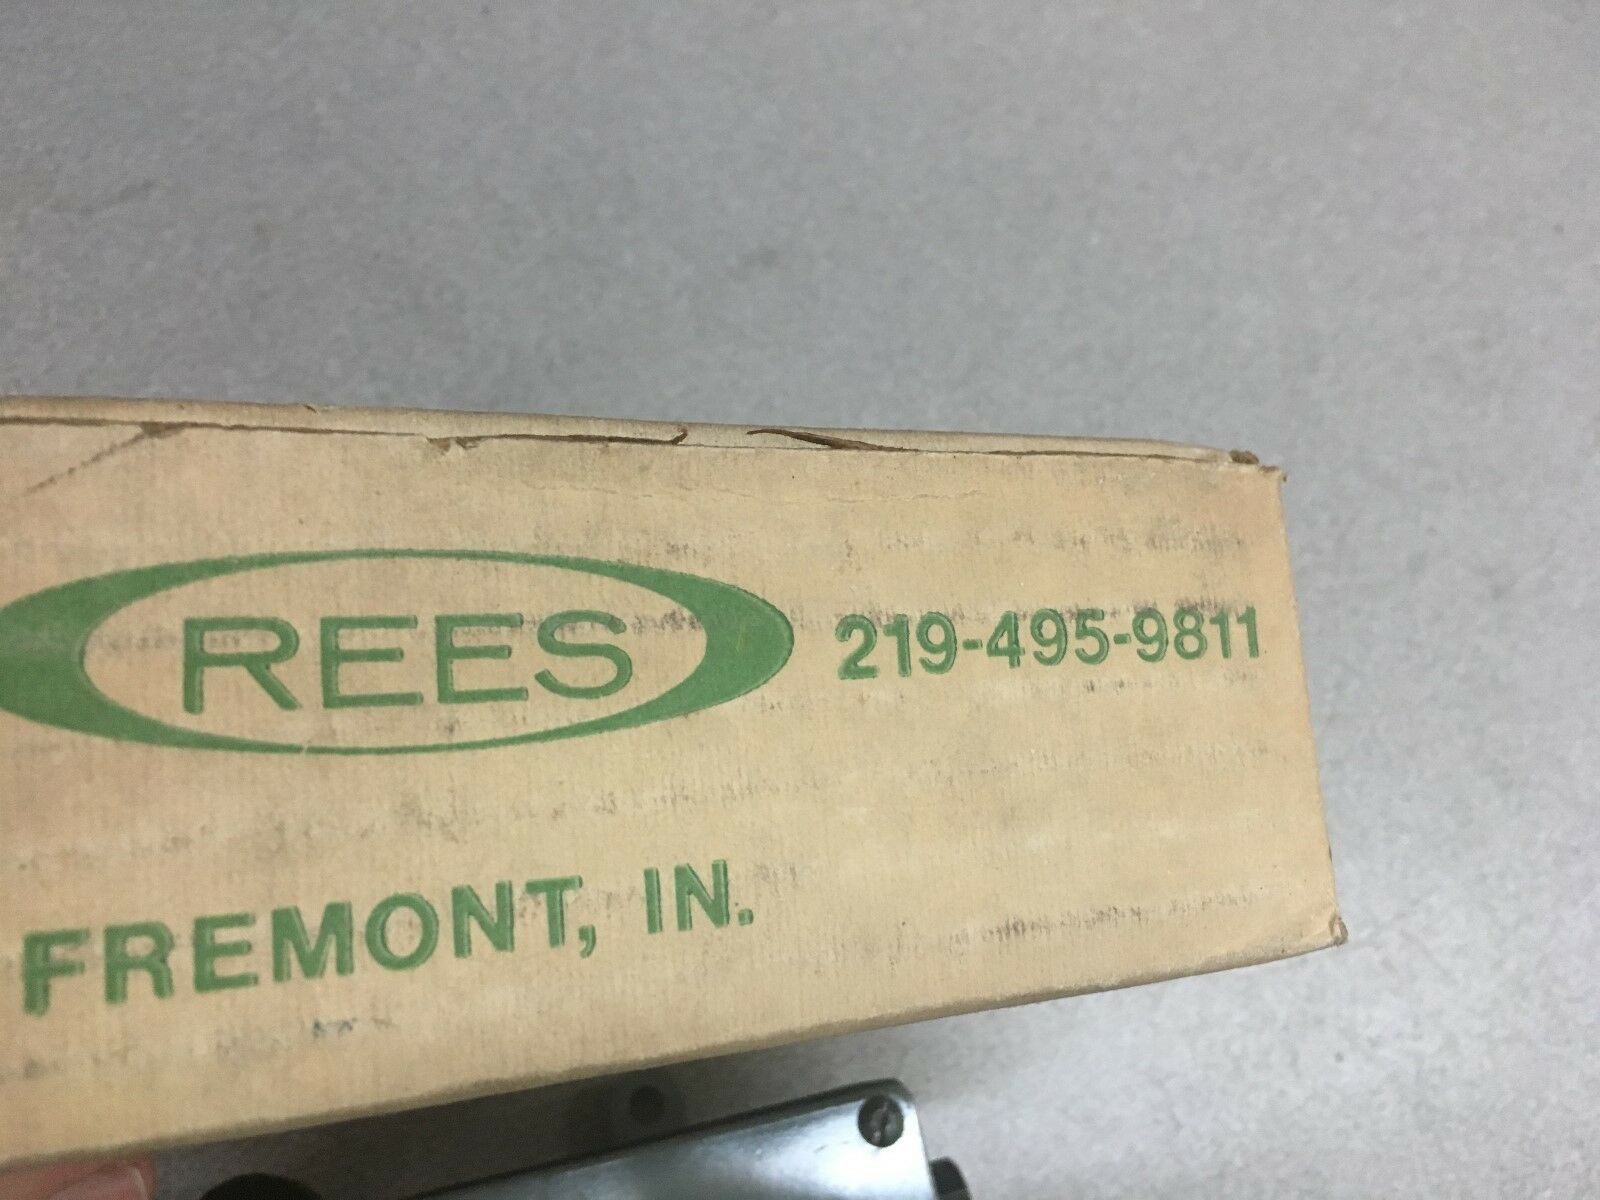 REES 219-495-9811
FREMONT, IN.